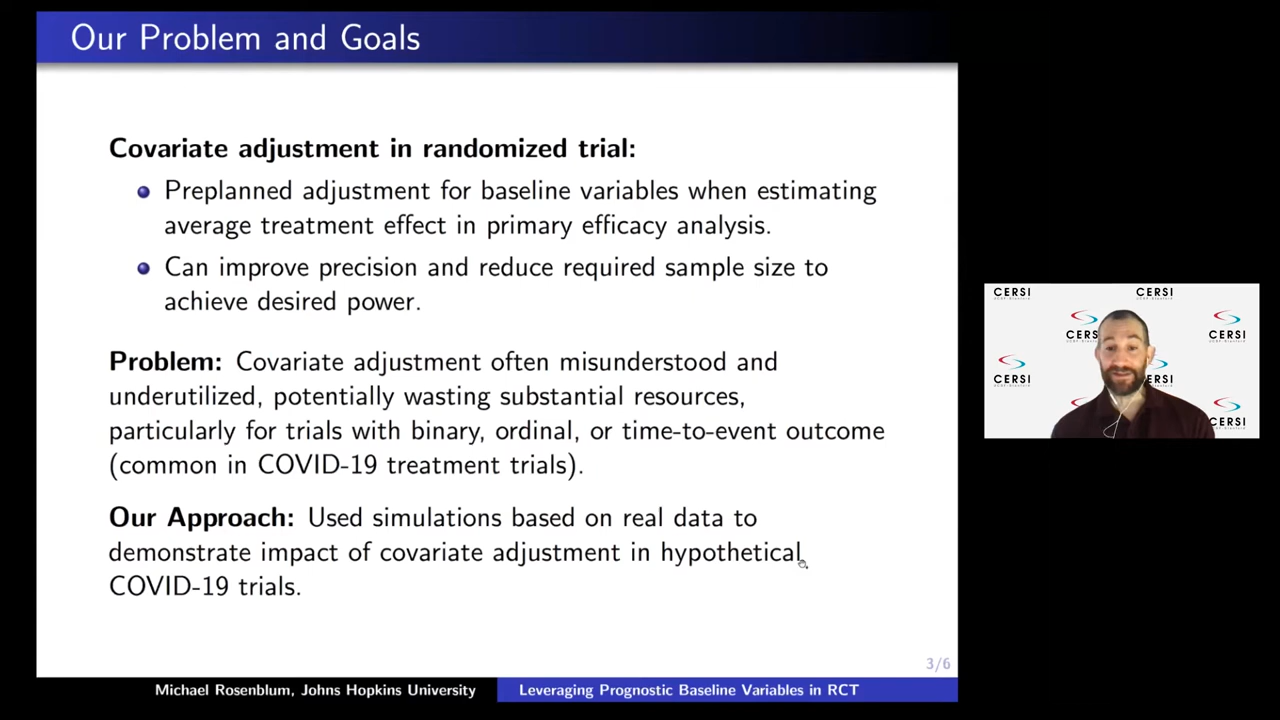 Our Problem and Goals
Covariate adjustment in randomized trial:
Preplanned adjustment for baseline variables when estimating
average treatment effect in primary efficacy analysis.
Can improve precision and reduce required sample size to
achieve desired power.
Problem: Covariate adjustment often misunderstood and
underutilized, potentially wasting substantial resources,
particularly for trials with binary, ordinal, or time-to-event outcome
(common in COVID-19 treatment trials).
Our Approach: Used simulations based on real data to
demonstrate impact of covariate adjustment in hypothetical
COVID-19 trials.
3/6
Michael Rosenblum, Johns Hopkins University
Leveraging Prognostic Baseline Variables in RCT
CERSI
CERSI
CERS
CERSI
CERSI
ERSI
CERSI